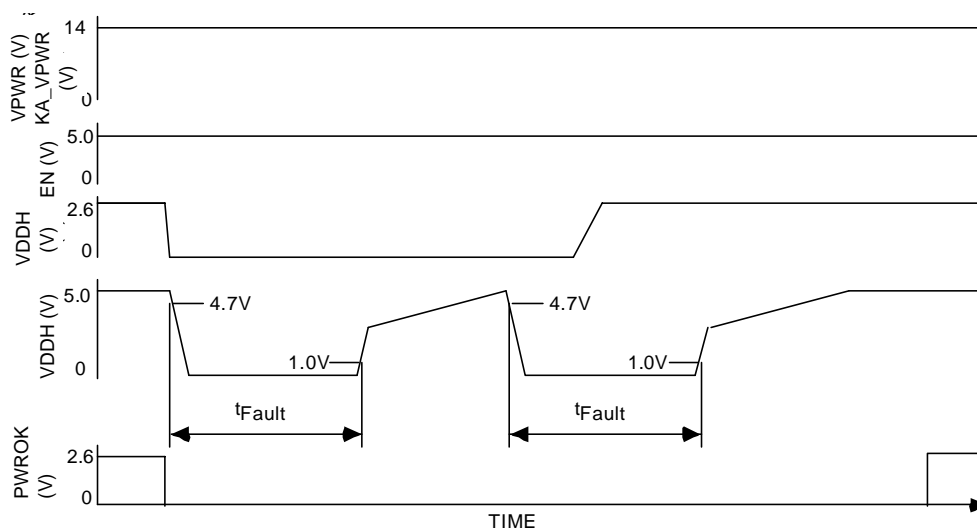 14
VPWR (V)
KA_VPWR
(V)
0
5.0
EN (V)
0
2.6
VDDH
(V)
0
5.0
VDDH (V)
4.7V
4.7V
0
1.0V
1.0V
tFault
tFault
PWROK
(V)
2.6
0
TIME